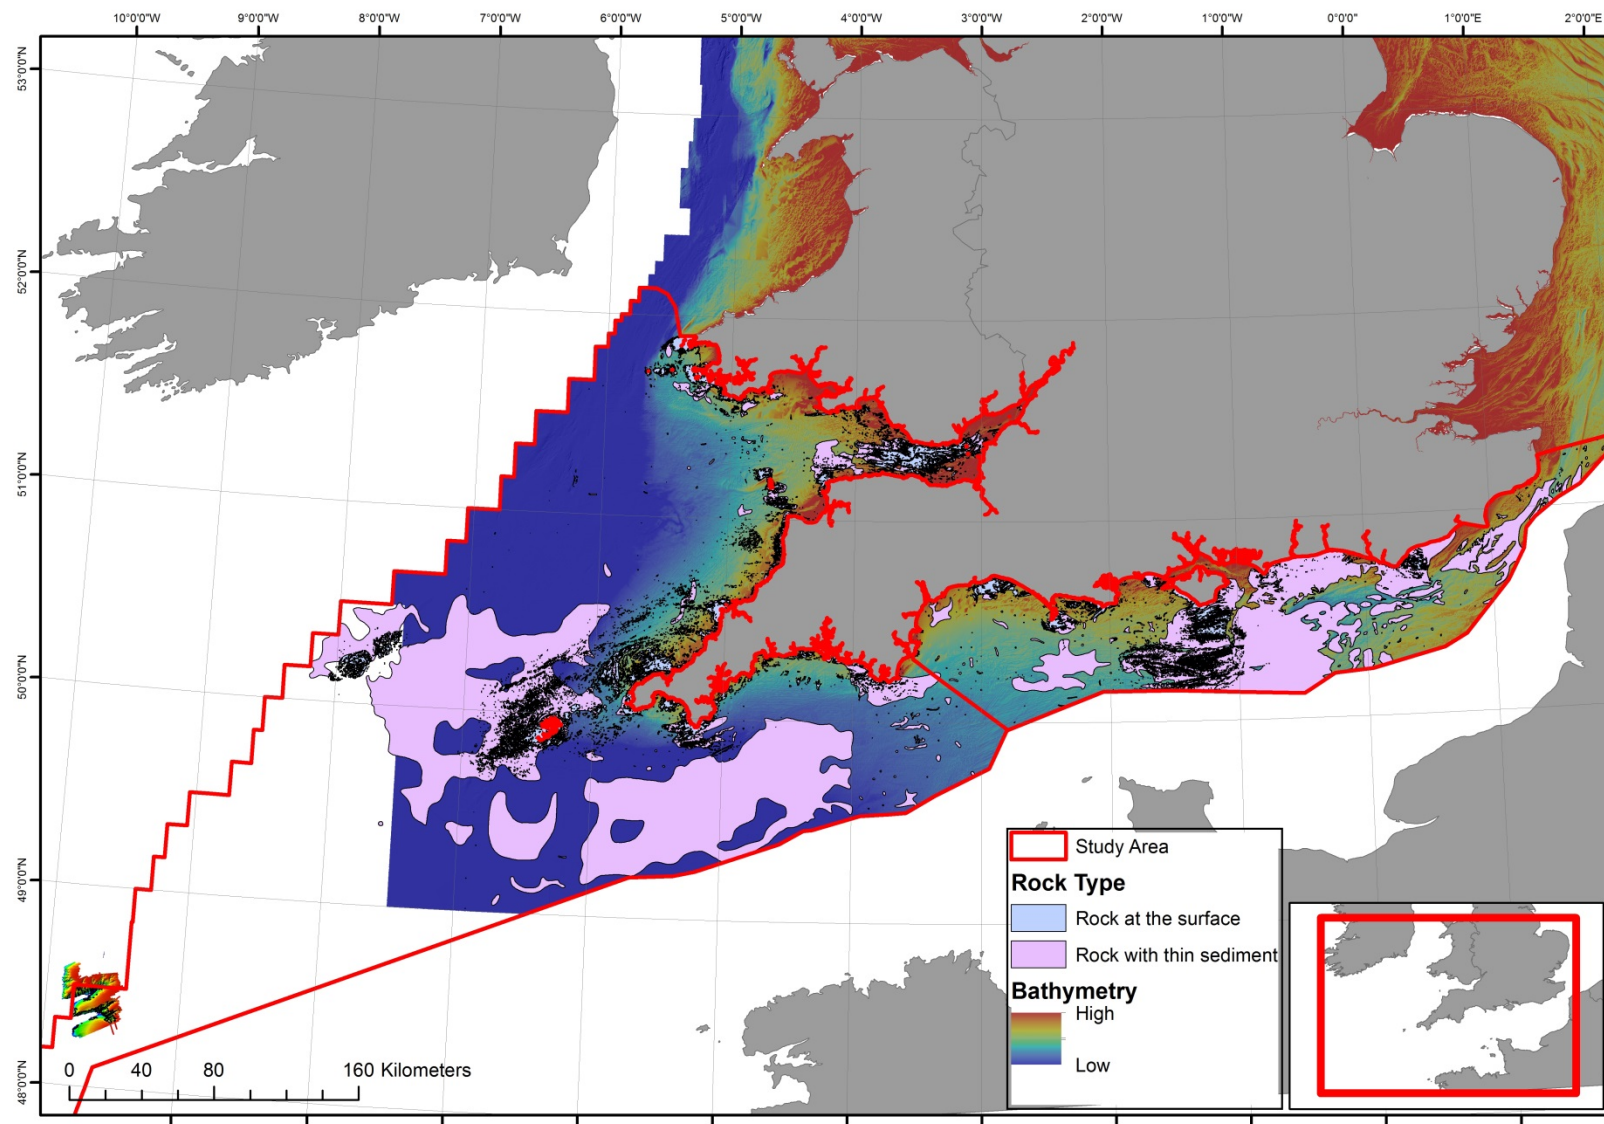 10°0'0"W 9°0'0"W 8°0'0"W 7°0'0"W 6°0'0"W 5°0'0"W 4°0'0"W 3°0'0"W 2°0'0"W 1°0'0"W 0°0'0" 1°0'0"E 2°0'0"E
53°0'0"N
52°0'0"N
51°0'0"N
50°0'0"N
49°0'0"N
48°0'0"N
Study Area
Rock Type
Rock at the surface
Rock with thin sediment
Bathymetry
High
Low
0 40 80 160 Kilometers